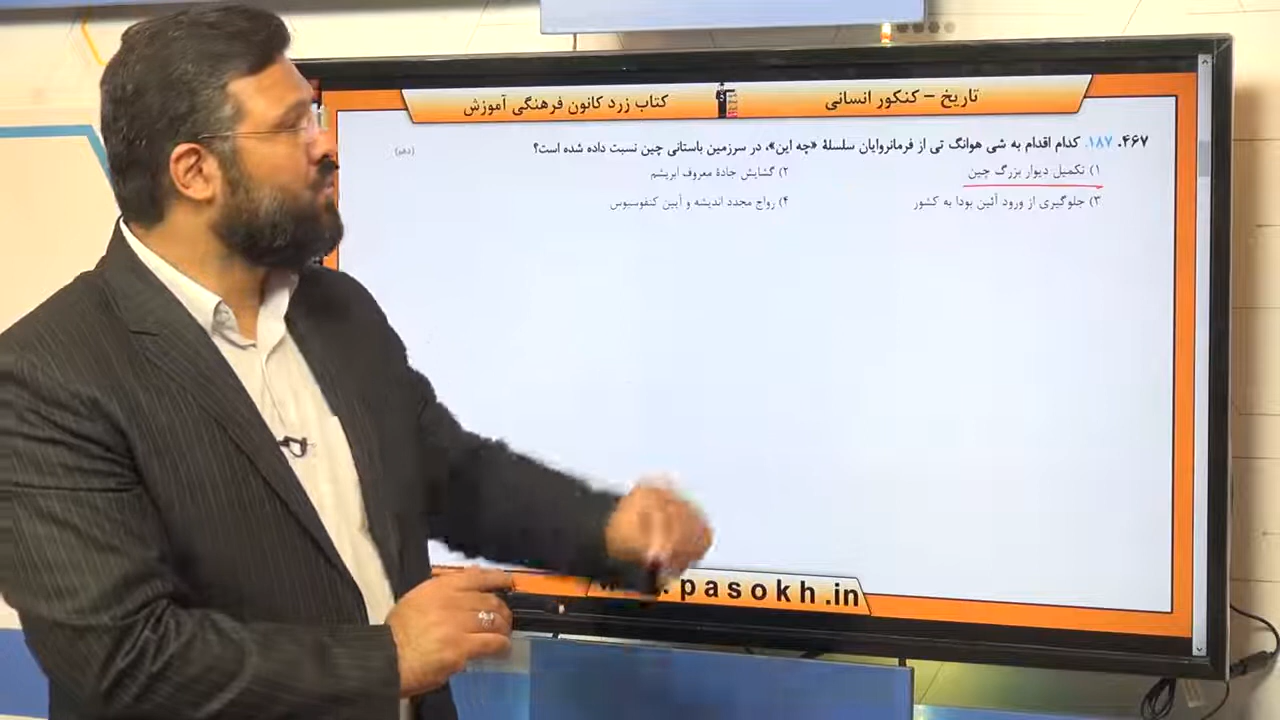 تاریخ – کنکور انسانی
کتاب زرد کانون فرهنگی آموزش
۴۶۷. ۱۸۷. کدام اقدام به شی هوانگ تی از فرمانروایان سلسلهٔ «چه این»، در سرزمین باستانی چین نسبت داده شده است؟ (دهم)
۱) تکمیل دیوار بزرگ چین
۲) گشایش جادهٔ معروف ابریشم
۳) جلوگیری از ورود آئین بودا به کشور
۴) رواج مجدد اندیشه و آیین کنفوسیوس
pasokh.in